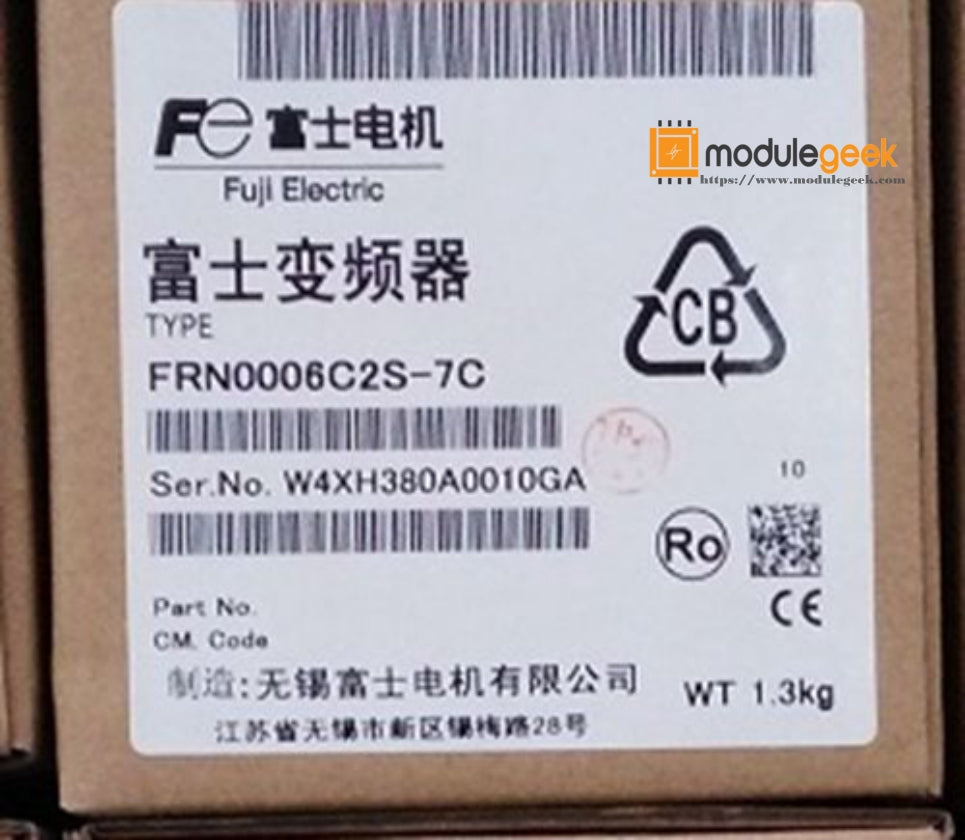 Fe 富士电机
Fuji Electric
modulegeek
https://www.modulegeek.com
富士变频器
TYPE
CB
FRN0006C2S-7C
Ser.No. W4XH380A0010GA
10
Ro
CE
Part No.
CM. Code
制造:无锡富士电机有限公司
WT 1.3kg
江苏省无锡市新区锡梅路28号